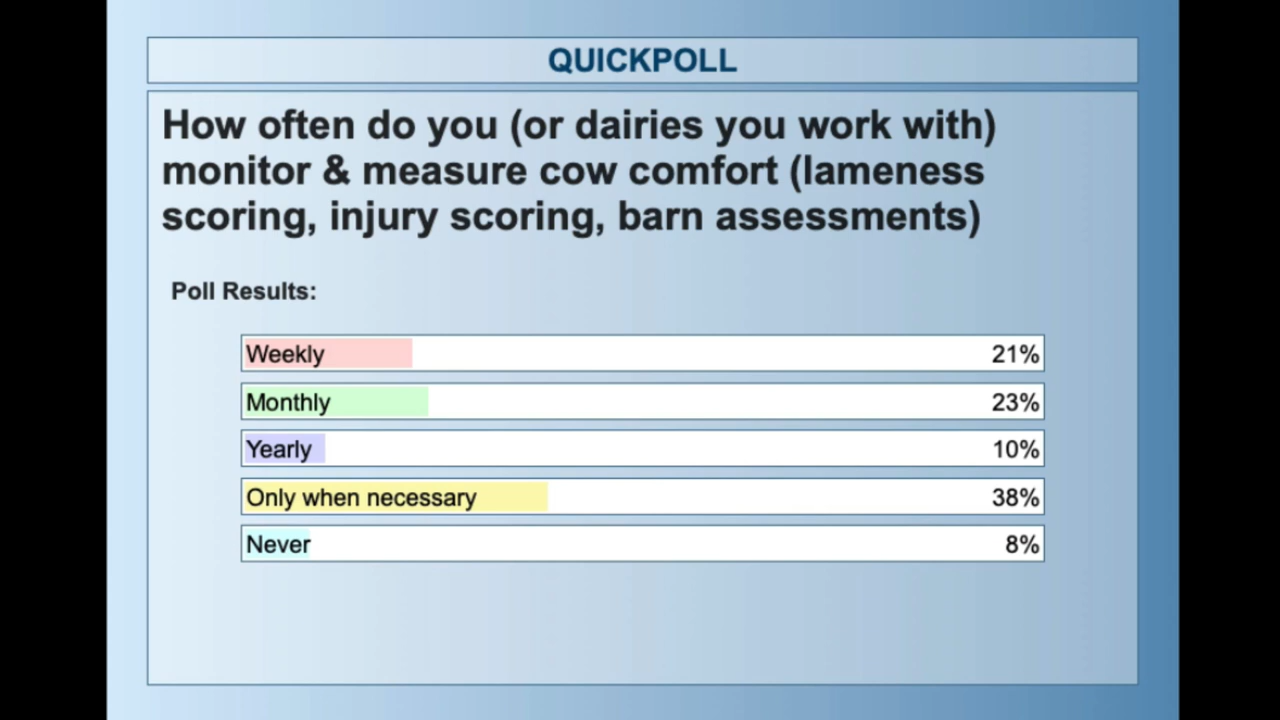 QUICKPOLL
How often do you (or dairies you work with)
monitor & measure cow comfort (lameness
scoring, injury scoring, barn assessments)
Poll Results:
Weekly 21%
Monthly 23%
Yearly 10%
Only when necessary 38%
Never 8%